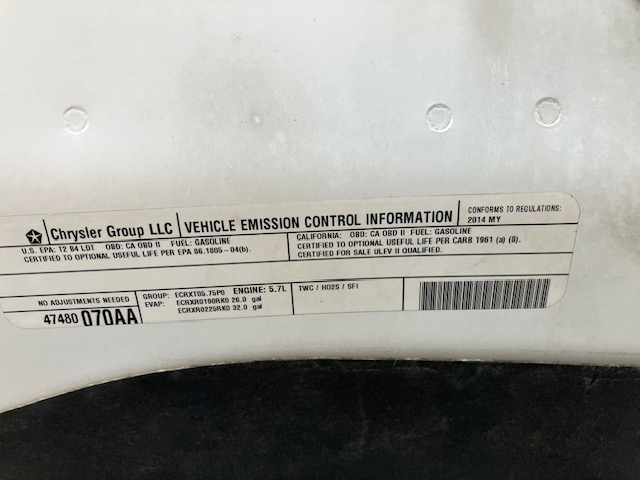 Chrysler Group LLC
VEHICLE EMISSION CONTROL INFORMATION
CONFORMS TO REGULATIONS:
2014 MY
U.S. EPA: T2 B4 LDT OBD: CA OBD II FUEL: GASOLINE
CERTIFIED TO OPTIONAL USEFUL LIFE PER EPA 86.1805-04(b).
CALIFORNIA: OBD: CA OBD II FUEL: GASOLINE
CERTIFIED TO OPTIONAL USEFUL LIFE PER CARB 1961 (a) (8).
CERTIFIED FOR SALE ULEV II QUALIFIED.
NO ADJUSTMENTS NEEDED
47480 070AA
GROUP: ECRXT05.75P0 ENGINE: 5.7L
EVAP: ECRXR0190RK0 26.0 gal
ECRXR0225RK0 32.0 gal
TWC / HO2S / SFI